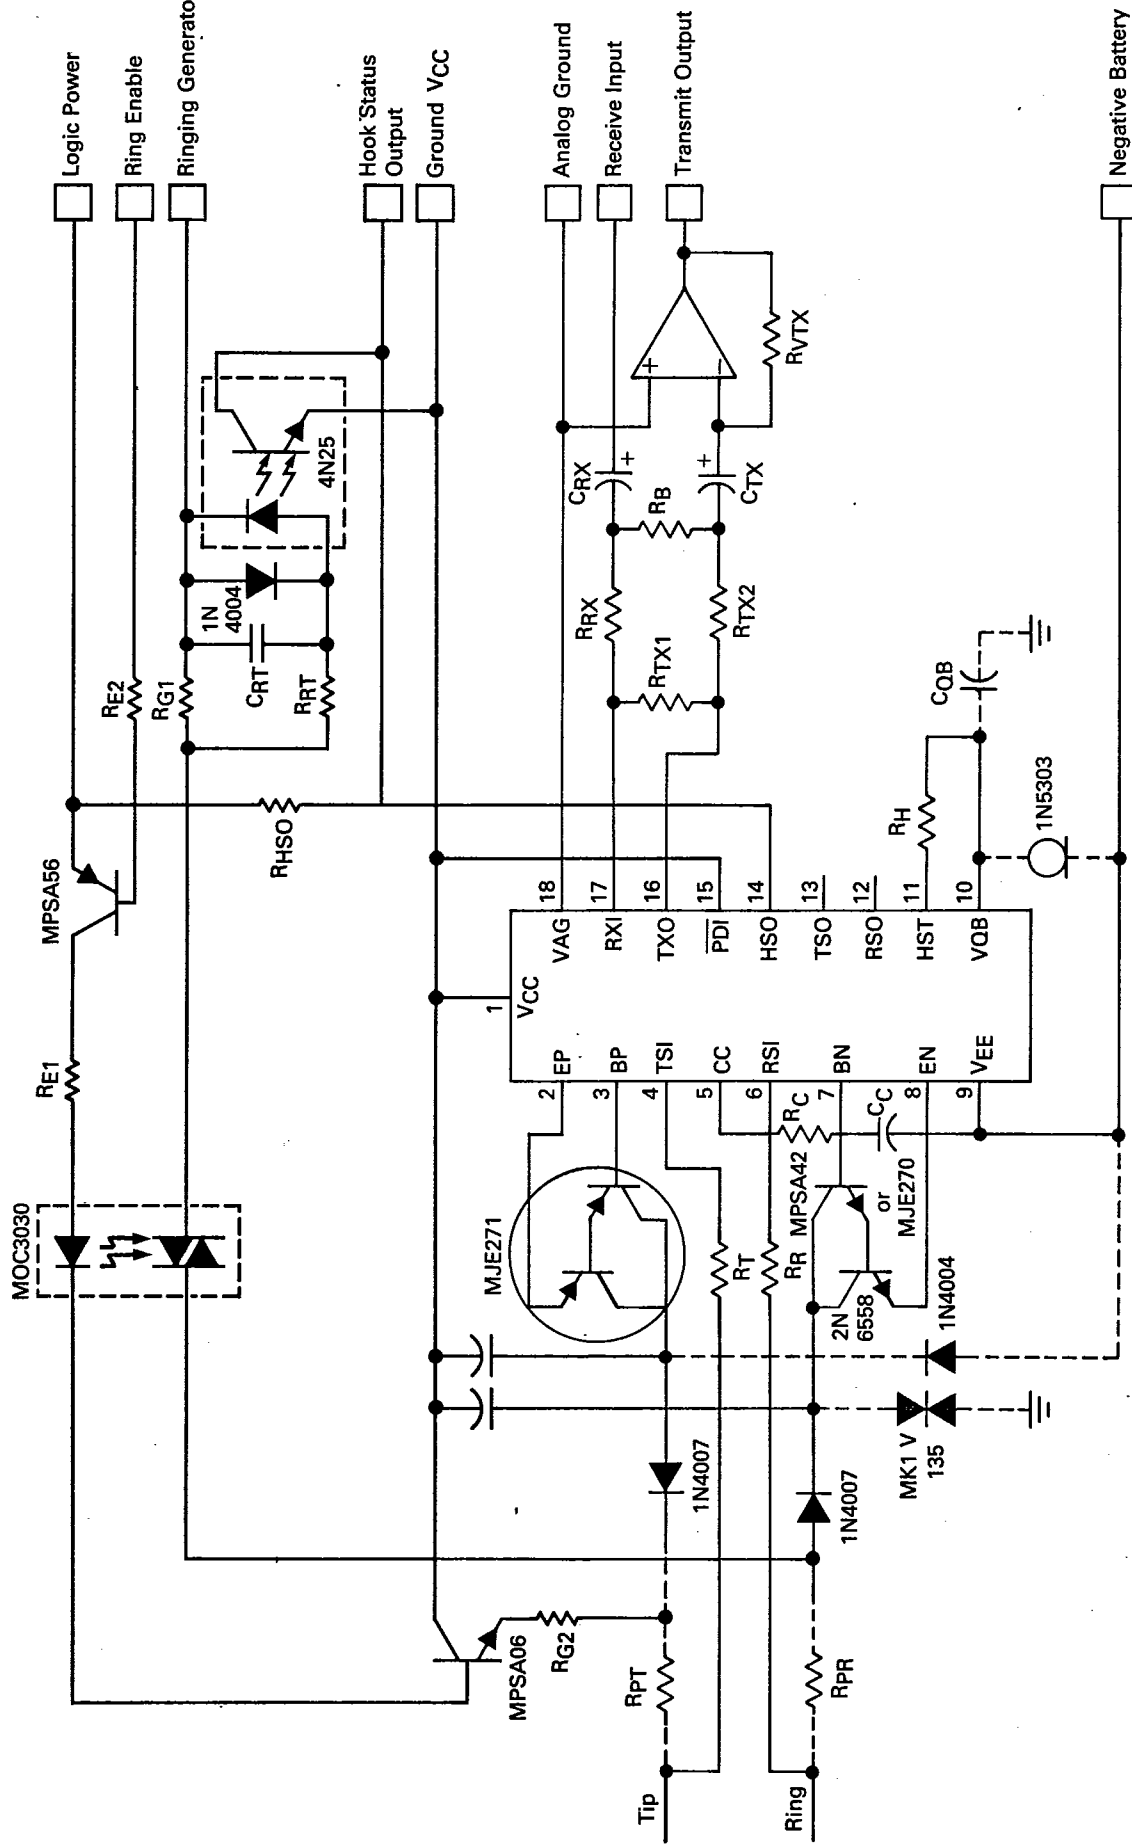 Logic Power
Ring Enable
Ringing Generato
Hook Status
Output
Ground VCC
Analog Ground
Receive Input
Transmit Output
Negative Battery
MPSA56
RE2
RG1
1N
4004
4N25
CRT
RRT
RHSO
RE1
MOC3030
CRX
+
RB
+
CTX
RVTX
+
–
RRX
RTX1
RTX2
CQB
RH
1N5303
18
17
16
15
14
13
12
11
10
VAG
RXI
TXO
PDI
HSO
TSO
RSO
HST
VQB
1
VCC
EP
BP
TSI
CC
RSI
BN
EN
VEE
2
3
4
5
6
7
8
9
RC
CC
MPSA42
or
MJE270
MJE271
RT
RR
2N
6558
1N4004
MK1 V
135
1N4007
1N4007
MPSA06
RG2
RPT
RPR
Tip
Ring